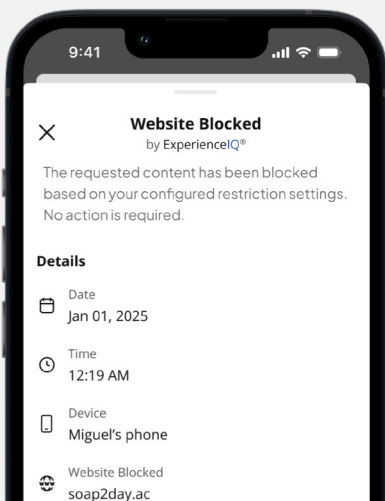 9:41
Website Blocked
by ExperienceIQ®
The requested content has been blocked
based on your configured restriction settings.
No action is required.
Details
Date
Jan 01, 2025
Time
12:19 AM
Device
Miguel's phone
Website Blocked
soap2day.ac